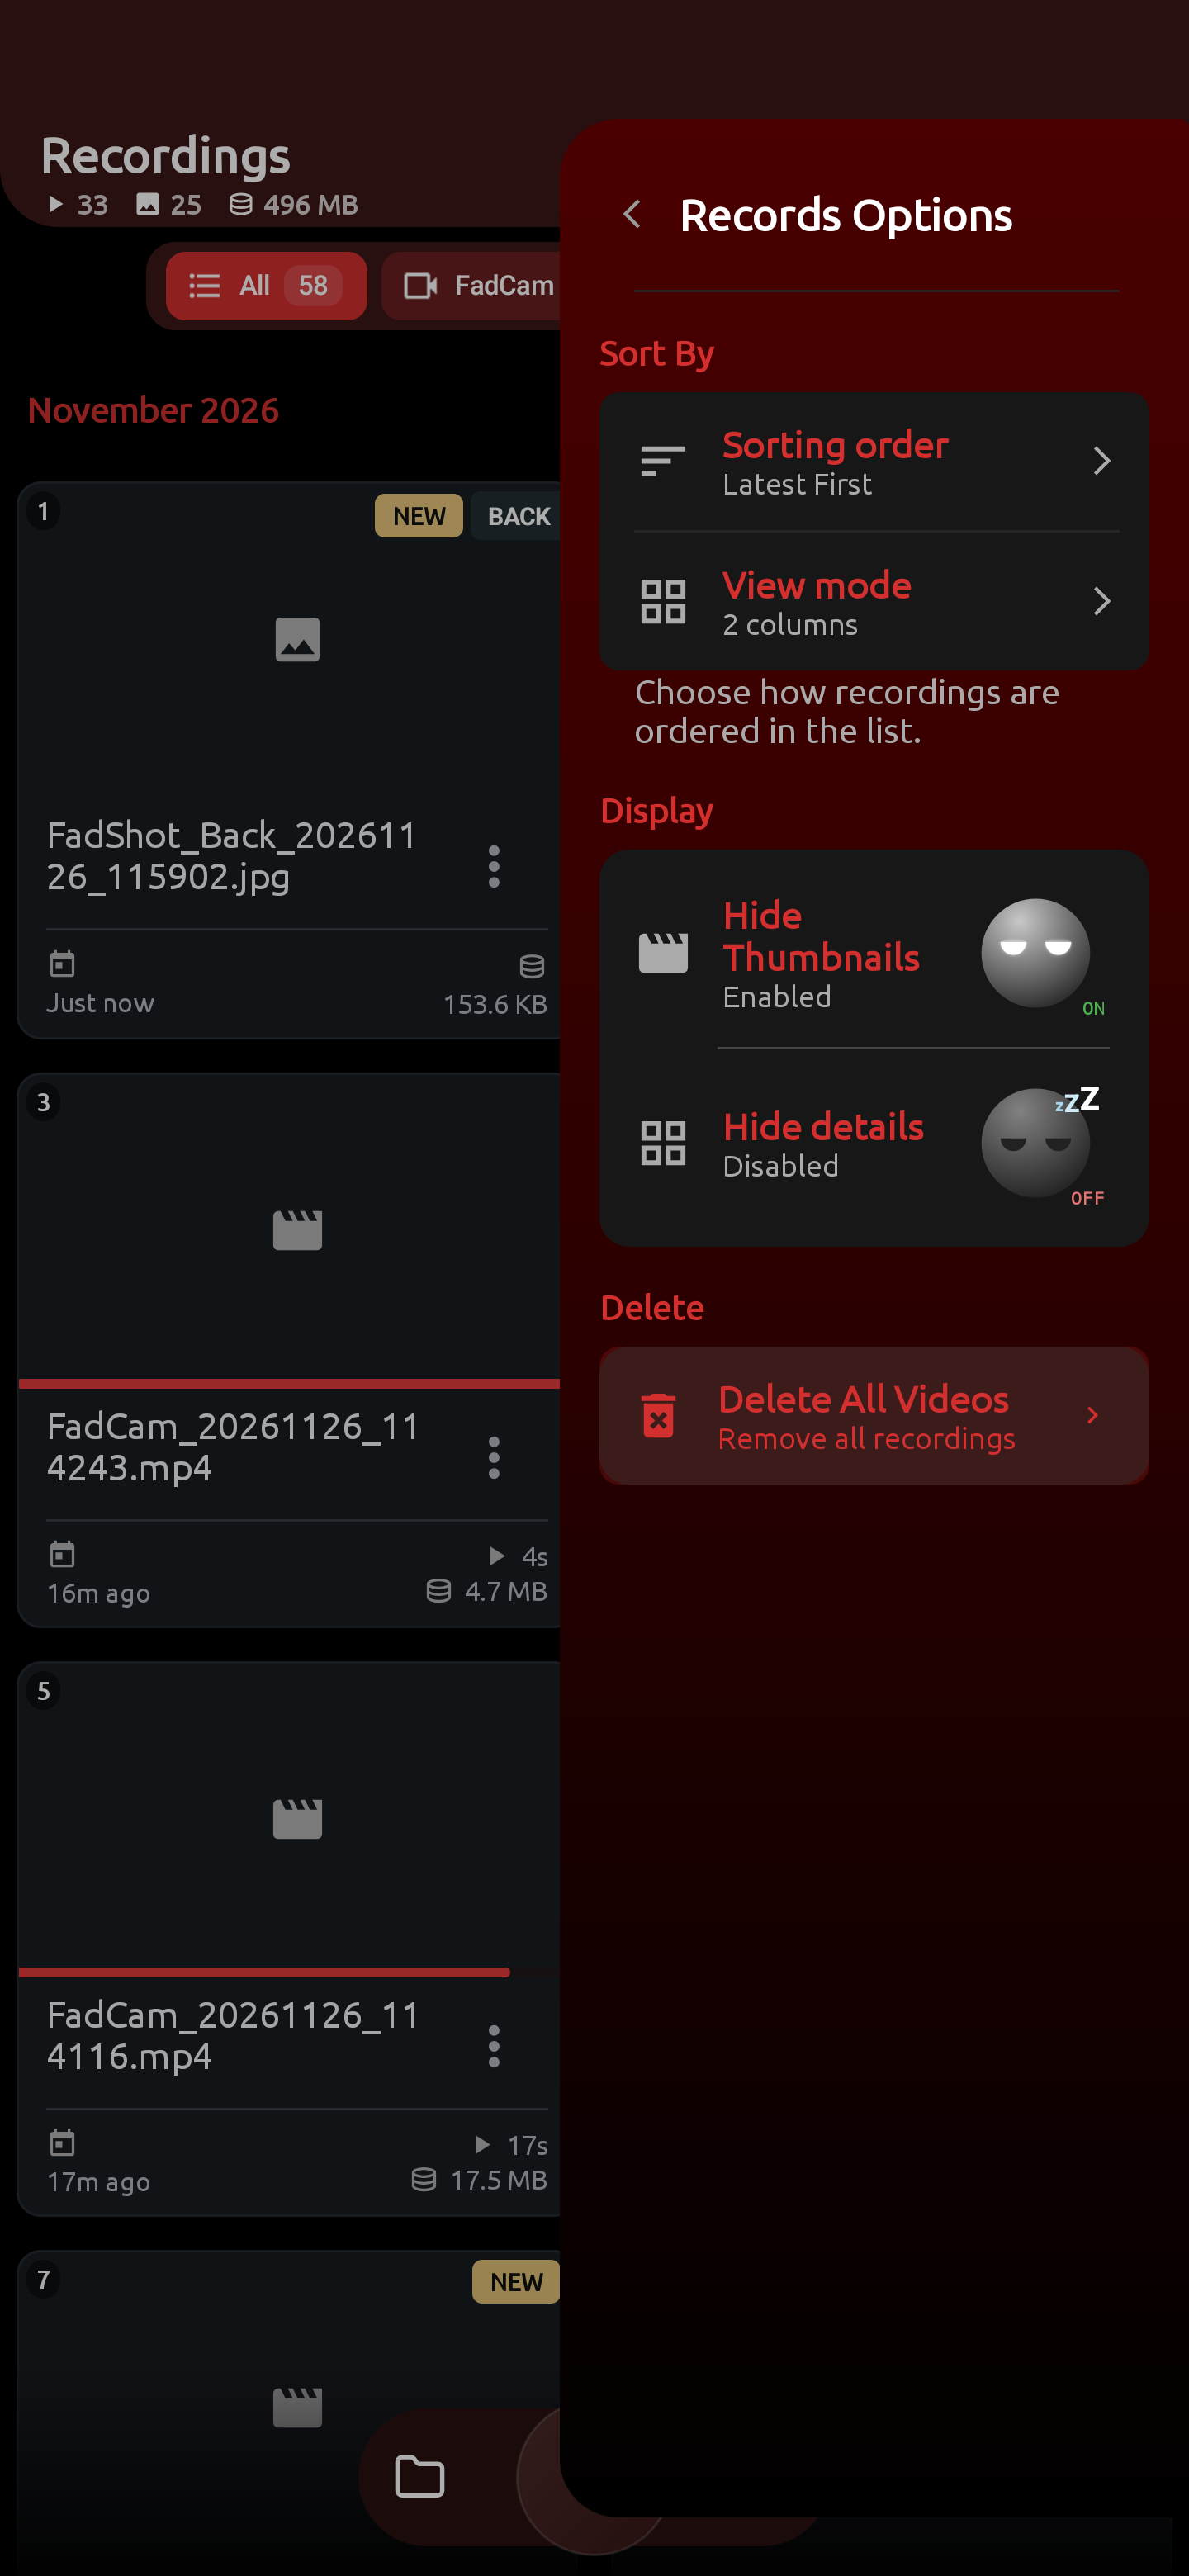 Recordings
33 25 496 MB
All 58 FadCam
November 2026
1 NEW BACK
FadShot_Back_202611
26_115902.jpg
Just now 153.6 KB
3
FadCam_20261126_11
4243.mp4
4s
16m ago 4.7 MB
5
FadCam_20261126_11
4116.mp4
17s
17m ago 17.5 MB
7 NEW
Records Options
Sort By
Sorting order
Latest First
View mode
2 columns
Choose how recordings are
ordered in the list.
Display
Hide
Thumbnails
Enabled
ON
zZZ
Hide details
Disabled
OFF
Delete
Delete All Videos
Remove all recordings